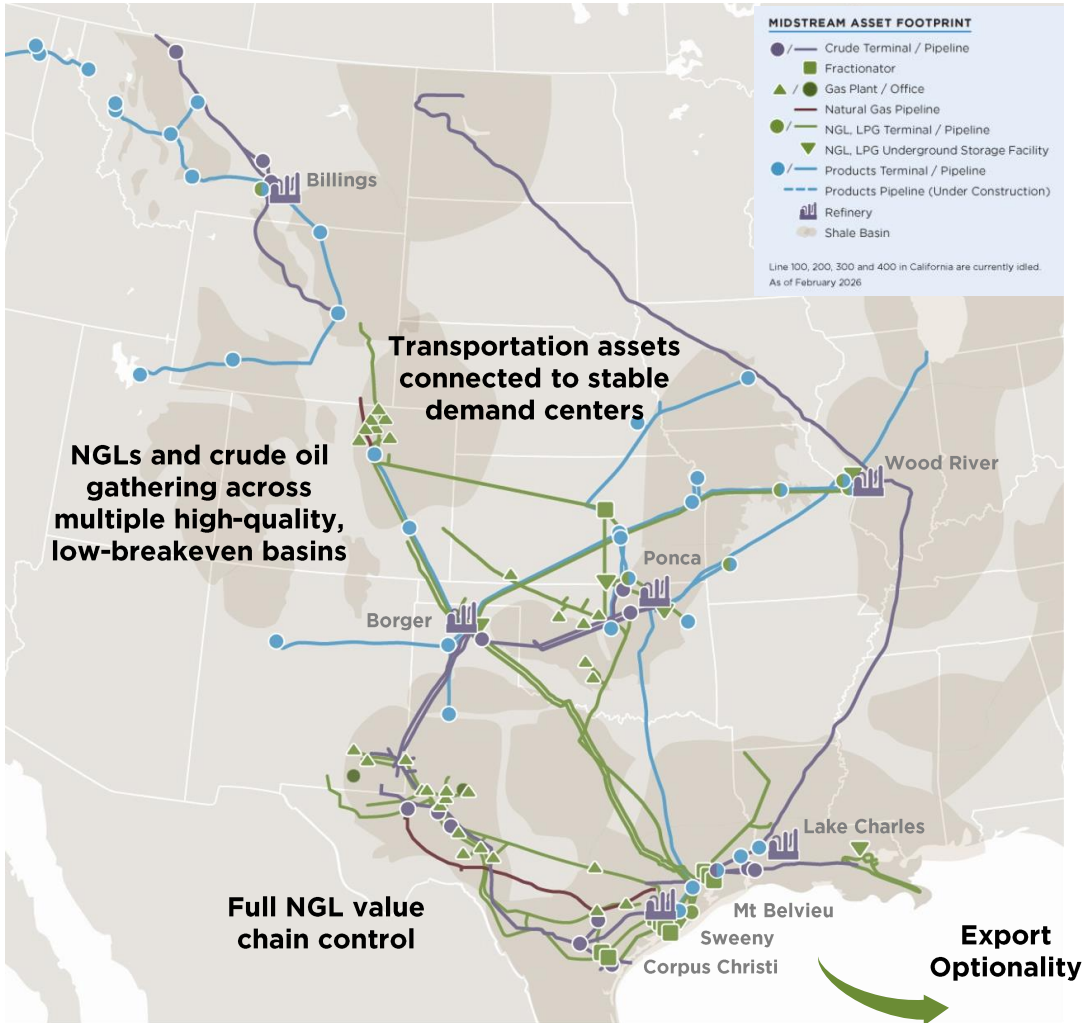 MIDSTREAM ASSET FOOTPRINT
Crude Terminal / Pipeline
Fractionator
Gas Plant / Office
Natural Gas Pipeline
NGL, LPG Terminal / Pipeline
NGL, LPG Underground Storage Facility
Products Terminal / Pipeline
Products Pipeline (Under Construction)
Refinery
Shale Basin
Line 100, 200, 300 and 400 in California are currently idled.
As of February 2026
Billings
Transportation assets
connected to stable
demand centers
NGLs and crude oil
gathering across
multiple high-quality,
low-breakeven basins
Wood River
Ponca
Borger
Lake Charles
Full NGL value
chain control
Mt Belvieu
Sweeny
Corpus Christi
Export
Optionality